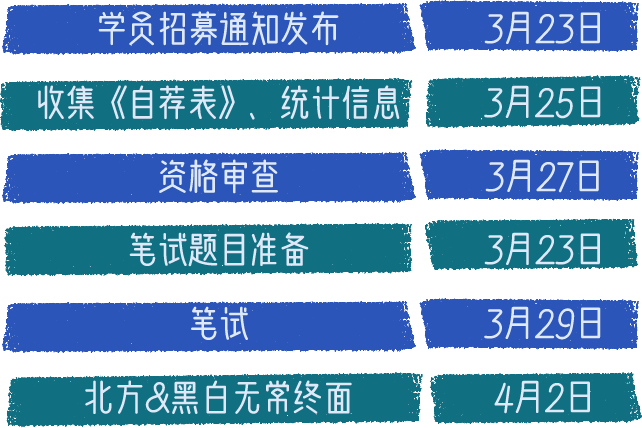 学员招募通知发布 3月23日
收集《自荐表》、统计信息 3月25日
资格审查 3月27日
笔试题目准备 3月23日
笔试 3月29日
北方&黑白无常终面 4月2日